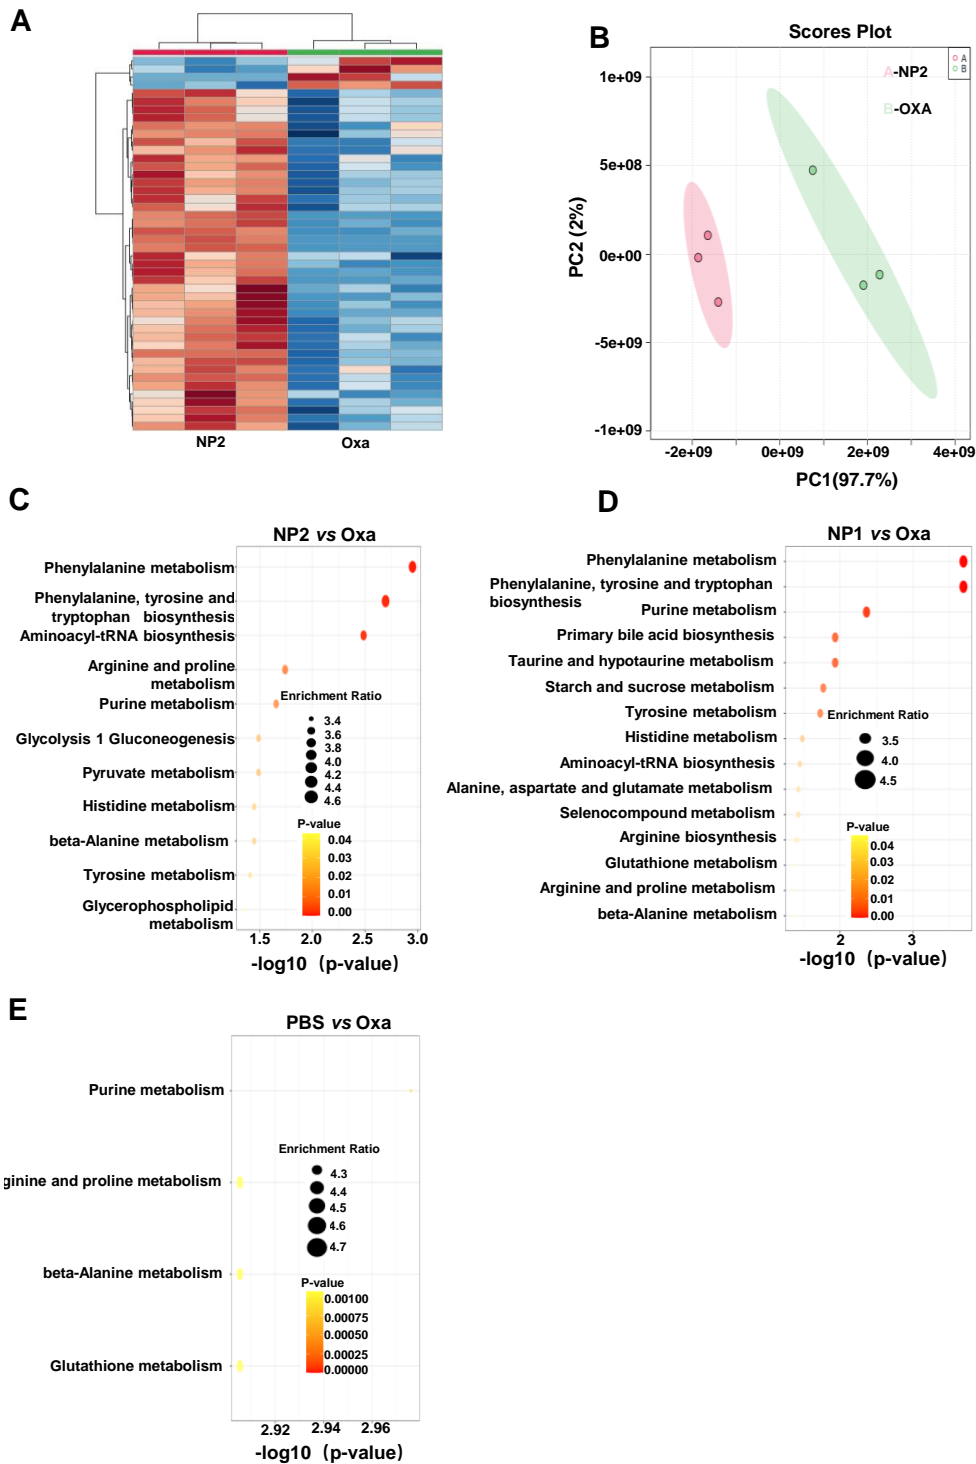 A
NP2
Oxa
B
Scores Plot
A
B
A-NP2
B-OXA
1e+09
5e+08
0e+00
-5e+09
-1e+09
PC2 (2%)
-2e+09
0e+09
2e+09
4e+09
PC1(97.7%)
C
NP2 vs Oxa
Phenylalanine metabolism
Phenylalanine, tyrosine and
tryptophan biosynthesis
Aminoacyl-tRNA biosynthesis
Arginine and proline
metabolism
Purine metabolism
Glycolysis 1 Gluconeogenesis
Pyruvate metabolism
Histidine metabolism
beta-Alanine metabolism
Tyrosine metabolism
Glycerophospholipid
metabolism
Enrichment Ratio
3.4
3.6
3.8
4.0
4.2
4.4
4.6
P-value
0.04
0.03
0.02
0.01
0.00
1.5
2.0
2.5
3.0
-log10 (p-value)
D
NP1 vs Oxa
Phenylalanine metabolism
Phenylalanine, tyrosine and tryptophan
biosynthesis
Purine metabolism
Primary bile acid biosynthesis
Taurine and hypotaurine metabolism
Starch and sucrose metabolism
Tyrosine metabolism
Histidine metabolism
Aminoacyl-tRNA biosynthesis
Alanine, aspartate and glutamate metabolism
Selenocompound metabolism
Arginine biosynthesis
Glutathione metabolism
Arginine and proline metabolism
beta-Alanine metabolism
Enrichment Ratio
3.5
4.0
4.5
P-value
0.04
0.03
0.02
0.01
0.00
2
3
-log10 (p-value)
E
PBS vs Oxa
Purine metabolism
ginine and proline metabolism
beta-Alanine metabolism
Glutathione metabolism
Enrichment Ratio
4.3
4.4
4.5
4.6
4.7
P-value
0.00100
0.00075
0.00050
0.00025
0.00000
2.92
2.94
2.96
-log10 (p-value)